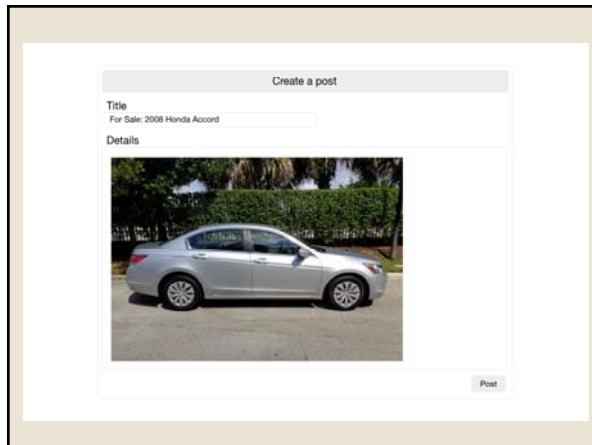 Create a post
Title
For Sale: 2008 Honda Accord
Details
Post